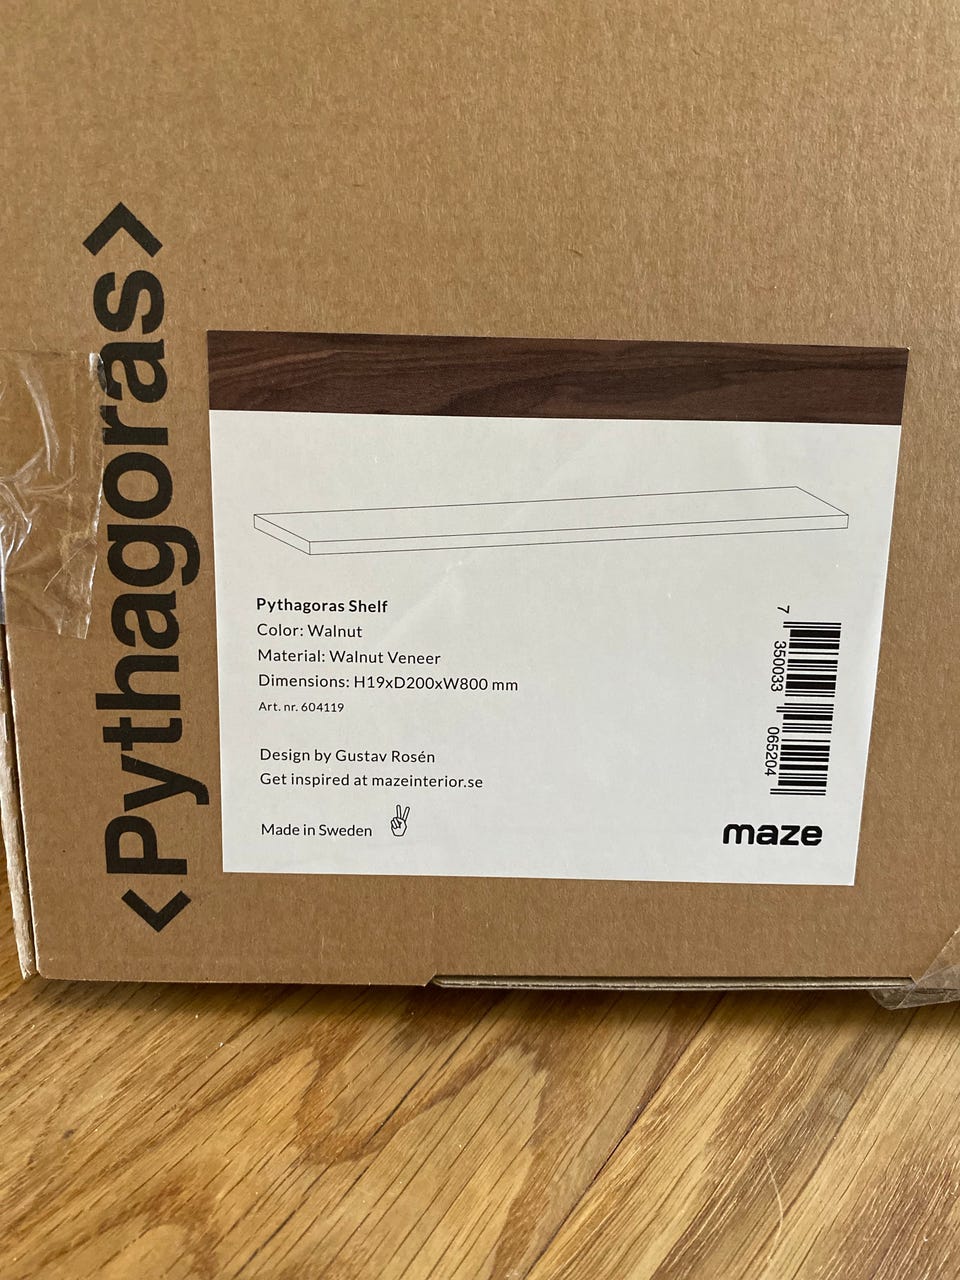 <Pythagoras>
Pythagoras Shelf
Color: Walnut
Material: Walnut Veneer
Dimensions: H19xD200xW800 mm
Art. nr. 604119
Design by Gustav Rosén
Get inspired at mazeinterior.se
Made in Sweden
7 350033 065204
maze